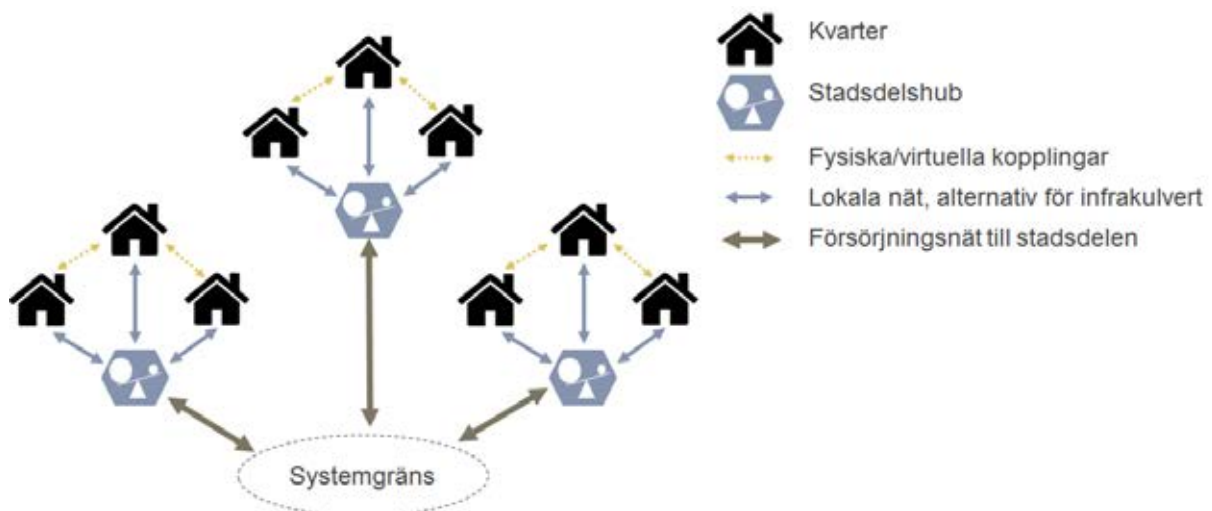 Kvarter
Stadsdelshub
Fysiska/virtuella kopplingar
Lokala nät, alternativ för infrakulvert
Försörjningsnät till stadsdelen
Systemgräns